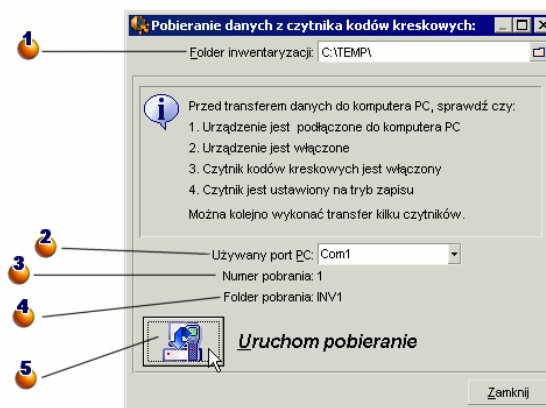 Pobieranie danych z czytnika kodów kreskowych:
1
Folder inwentaryzacji: C:\TEMP\
Przed transferem danych do komputera PC, sprawdź czy:
1. Urządzenie jest podłączone do komputera PC
2. Urządzenie jest włączone
3. Czytnik kodów kreskowych jest włączony
4. Czytnik jest ustawiony na tryb zapisu
Można kolejno wykonać transfer kilku czytników.
2
Używany port PC: Com1
3
Numer pobrania: 1
4
Folder pobrania: INV1
5
Uruchom pobieranie
Zamknij